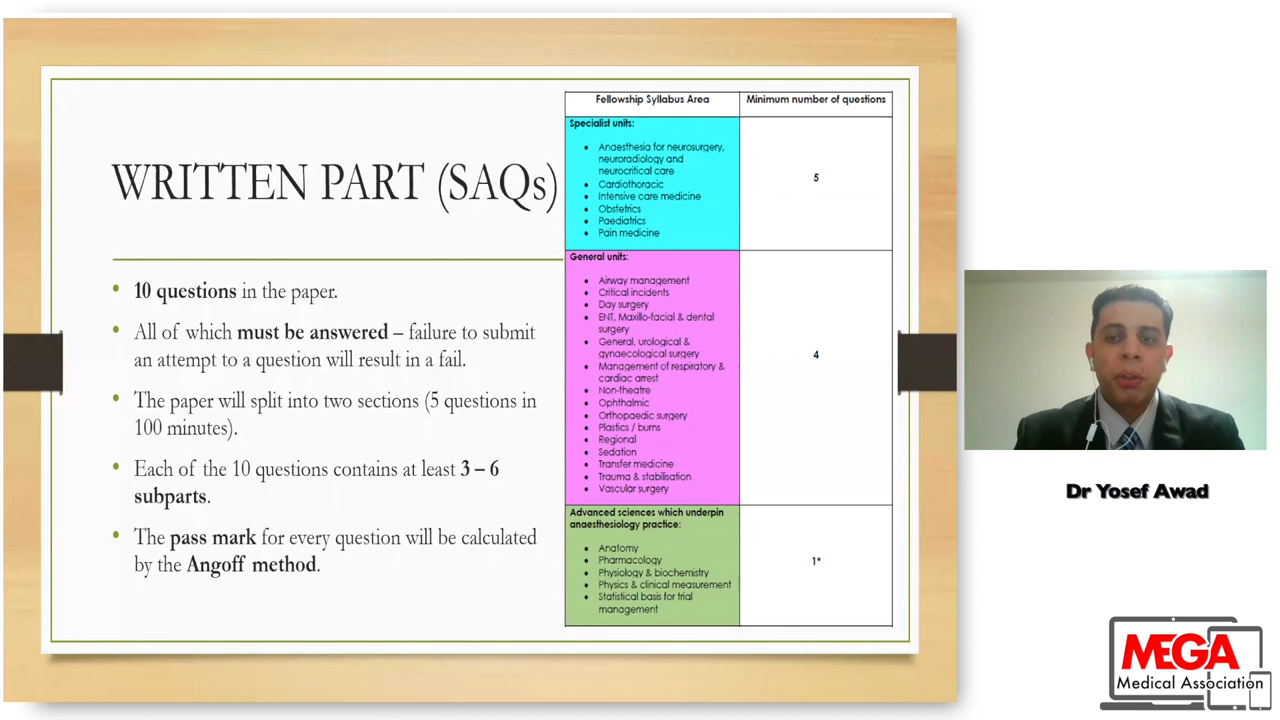 WRITTEN PART (SAQs)
• 10 questions in the paper.
• All of which must be answered – failure to submit
an attempt to a question will result in a fail.
• The paper will split into two sections (5 questions in
100 minutes).
• Each of the 10 questions contains at least 3 – 6
subparts.
• The pass mark for every question will be calculated
by the Angoff method.
Fellowship Syllabus Area Minimum number of questions
Specialist units:
• Anaesthesia for neurosurgery,
neuroradiology and
neurocritical care
• Cardiothoracic
• Intensive care medicine
• Obstetrics
• Paediatrics
• Pain medicine
5
General units:
• Airway management
• Critical incidents
• Day surgery
• ENT, Maxillo-facial & dental
surgery
• General, urological &
gynaecological surgery
• Management of respiratory &
cardiac arrest
• Non-theatre
• Ophthalmic
• Orthopaedic surgery
• Plastics / burns
• Regional
• Sedation
• Transfer medicine
• Trauma & stabilisation
• Vascular surgery
4
Advanced sciences which underpin
anaesthesiology practice:
• Anatomy
• Pharmacology
• Physiology & biochemistry
• Physics & clinical measurement
• Statistical basis for trial
management
1*
Dr Yosef Awad
MEGA
Medical Association